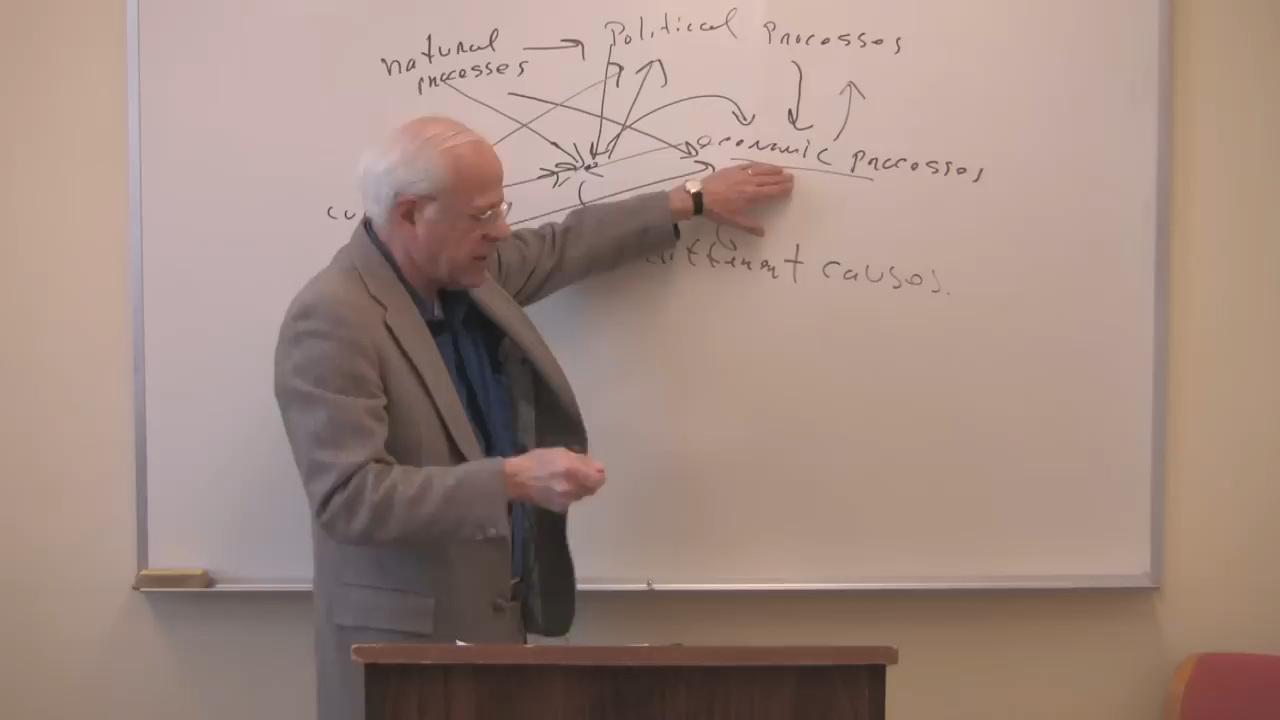 natural
processes
Political processes
economic processes
different causes.